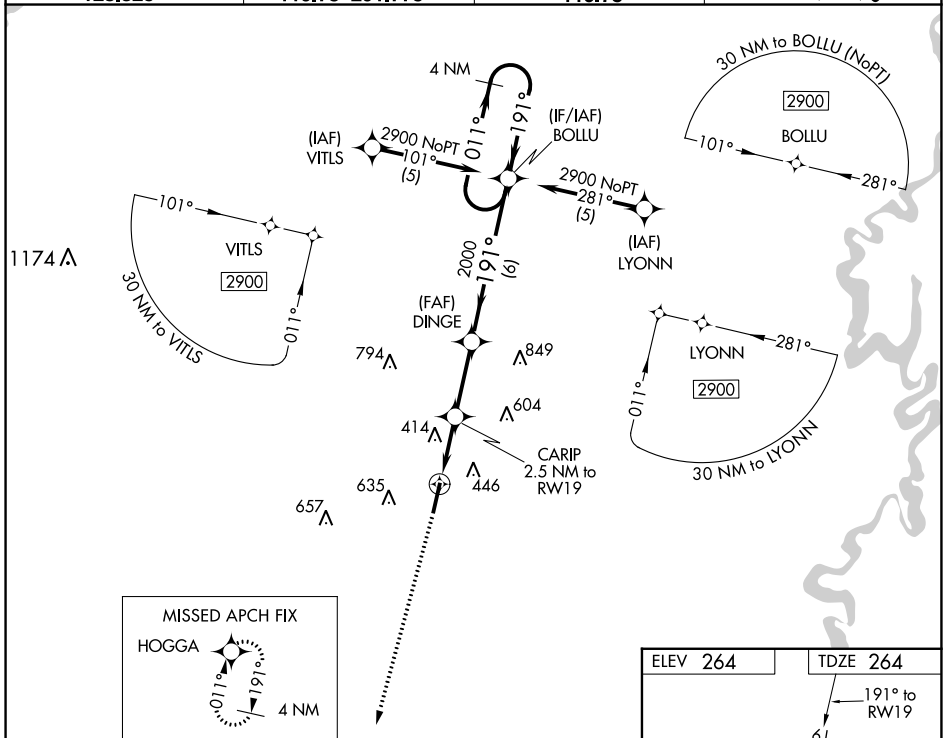 4 NM
30 NM to BOLLU (NoPT)
2900
BOLLU
101°
281°
(IF/IAF)
BOLLU
011°
191°
(IAF)
VITLS
2900 NoPT
101°
(5)
2900 NoPT
281°
(5)
(IAF)
LYONN
101°
VITLS
2900
011°
30 NM to VITLS
1174
2000
191°
(6)
(FAF)
DINGE
LYONN
281°
2900
011°
30 NM to LYONN
794
849
604
414
CARIP
2.5 NM to
RW19
446
635
657
MISSED APCH FIX
HOGGA
011°
191°
4 NM
ELEV 264
TDZE 264
191° to
RW19